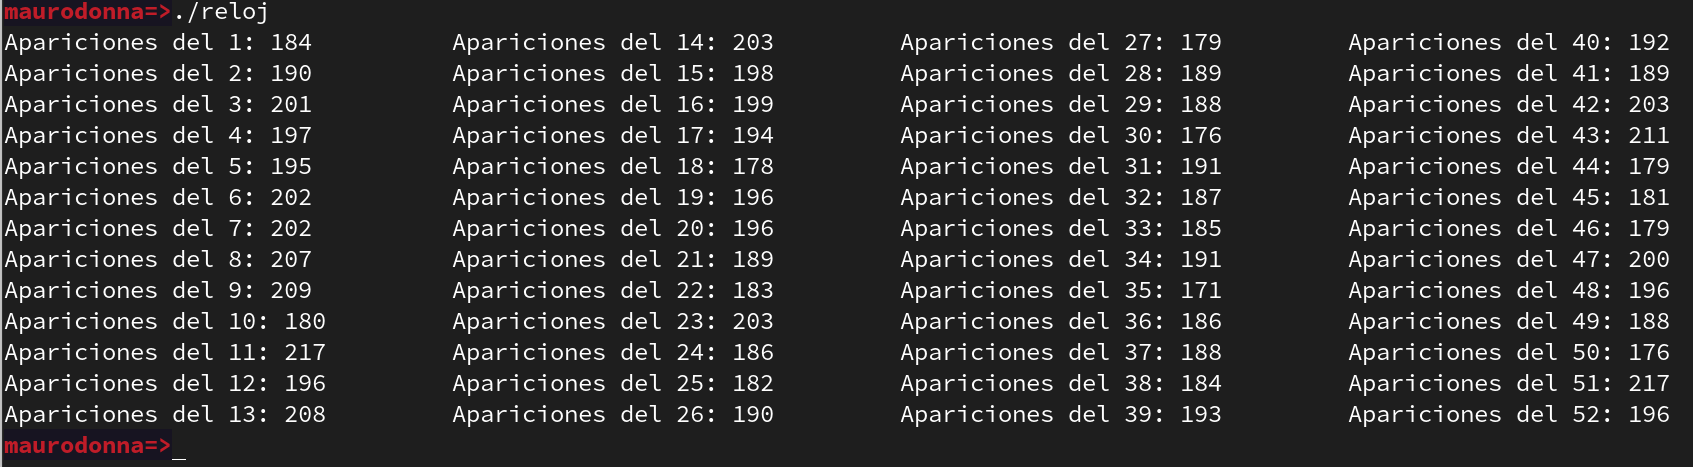 maurodonna=>./reloj
Apariciones del 1: 184 Apariciones del 14: 203 Apariciones del 27: 179 Apariciones del 40: 192
Apariciones del 2: 190 Apariciones del 15: 198 Apariciones del 28: 189 Apariciones del 41: 189
Apariciones del 3: 201 Apariciones del 16: 199 Apariciones del 29: 188 Apariciones del 42: 203
Apariciones del 4: 197 Apariciones del 17: 194 Apariciones del 30: 176 Apariciones del 43: 211
Apariciones del 5: 195 Apariciones del 18: 178 Apariciones del 31: 191 Apariciones del 44: 179
Apariciones del 6: 202 Apariciones del 19: 196 Apariciones del 32: 187 Apariciones del 45: 181
Apariciones del 7: 202 Apariciones del 20: 196 Apariciones del 33: 185 Apariciones del 46: 179
Apariciones del 8: 207 Apariciones del 21: 189 Apariciones del 34: 191 Apariciones del 47: 200
Apariciones del 9: 209 Apariciones del 22: 183 Apariciones del 35: 171 Apariciones del 48: 196
Apariciones del 10: 180 Apariciones del 23: 203 Apariciones del 36: 186 Apariciones del 49: 188
Apariciones del 11: 217 Apariciones del 24: 186 Apariciones del 37: 188 Apariciones del 50: 176
Apariciones del 12: 196 Apariciones del 25: 182 Apariciones del 38: 184 Apariciones del 51: 217
Apariciones del 13: 208 Apariciones del 26: 190 Apariciones del 39: 193 Apariciones del 52: 196
maurodonna=>_